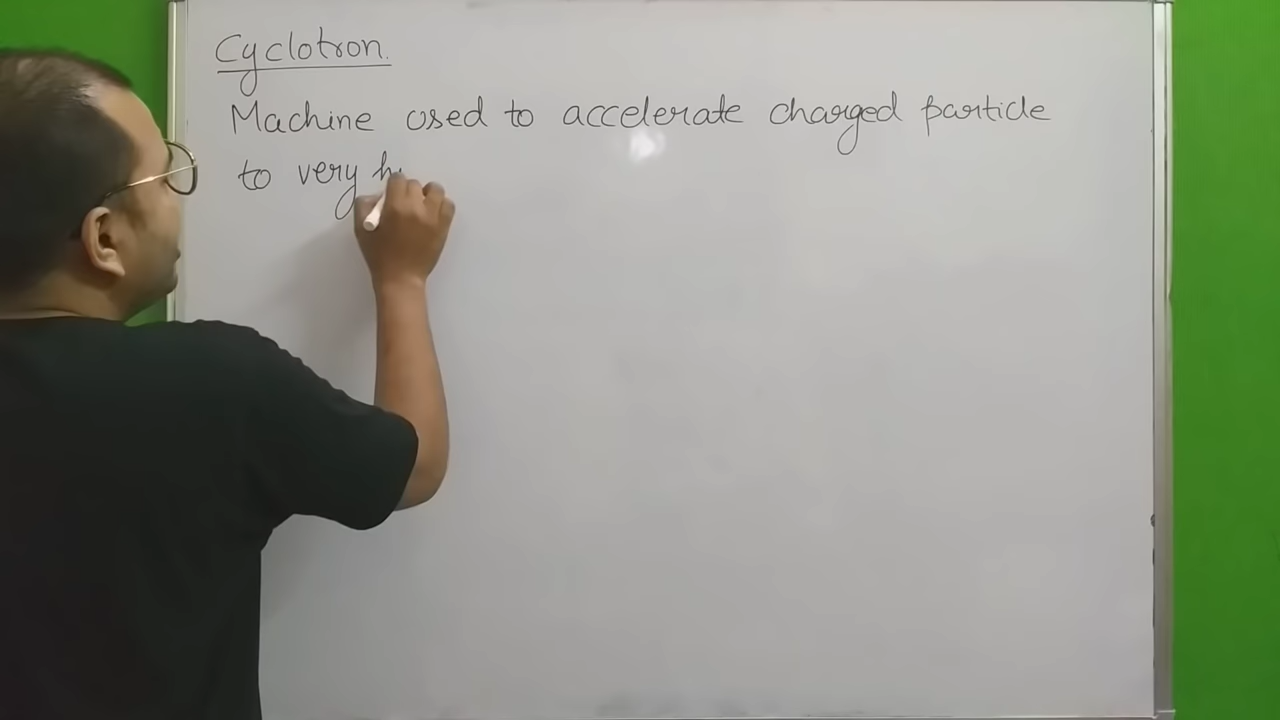 Cyclotron.
Machine used to accelerate charged particle
to very